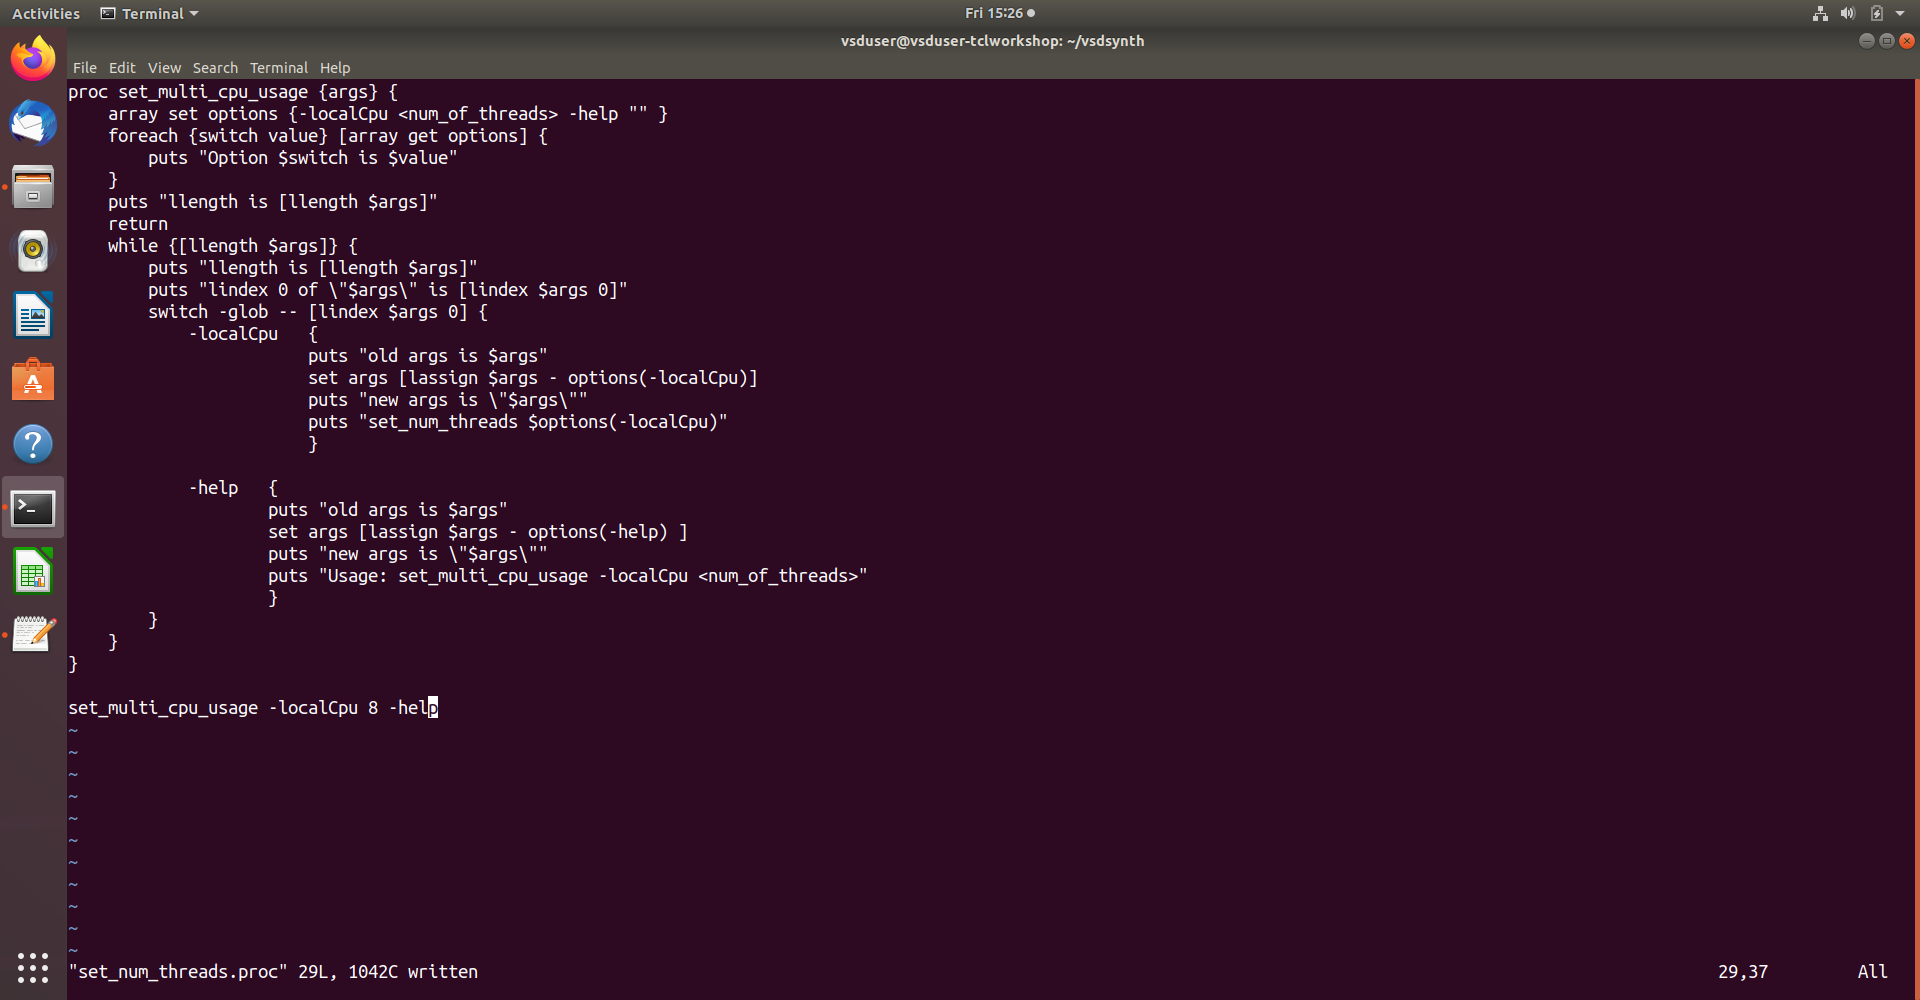 Activities Terminal Fri 15:26
vsduser@vsduser-tclworkshop: ~/vsdsynth
File Edit View Search Terminal Help
proc set_multi_cpu_usage {args} {
    array set options {-localCpu <num_of_threads> -help "" }
    foreach {switch value} [array get options] {
        puts "Option $switch is $value"
    }
    puts "llength is [llength $args]"
    return
    while {[llength $args]} {
        puts "llength is [llength $args]"
        puts "lindex 0 of \"$args\" is [lindex $args 0]"
        switch -glob -- [lindex $args 0] {
            -localCpu   {
                        puts "old args is $args"
                        set args [lassign $args - options(-localCpu)]
                        puts "new args is \"$args\""
                        puts "set_num_threads $options(-localCpu)"
                        }
            -help   {
                    puts "old args is $args"
                    set args [lassign $args - options(-help) ]
                    puts "new args is \"$args\""
                    puts "Usage: set_multi_cpu_usage -localCpu <num_of_threads>"
                    }
        }
    }
}
set_multi_cpu_usage -localCpu 8 -help
~
~
~
~
~
~
~
~
~
~
~
"set_num_threads.proc" 29L, 1042C written 29,37 All